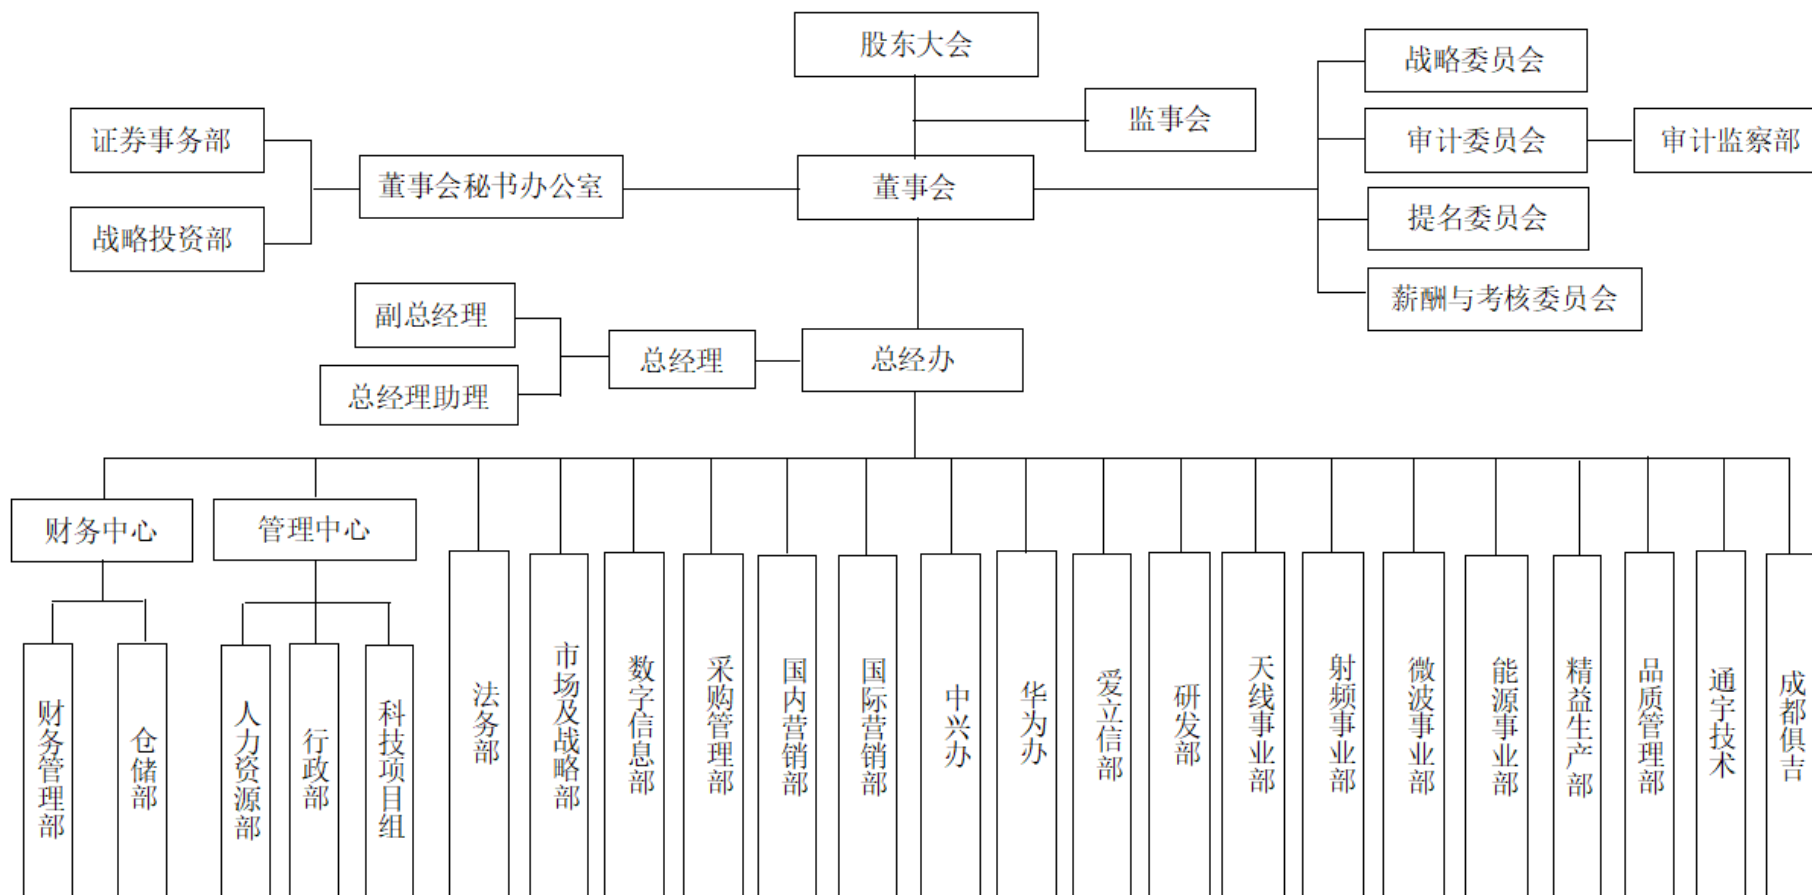 股东大会
监事会
战略委员会
证券事务部
审计委员会
审计监察部
董事会秘书办公室
董事会
提名委员会
战略投资部
薪酬与考核委员会
副总经理
总经理
总经办
总经理助理
财务中心
管理中心
财务管理部
仓储部
人力资源部
行政部
科技项目组
法务部
市场及战略部
数字信息部
采购管理部
国内营销部
国际营销部
中兴办
华为办
爱立信部
研发部
天线事业部
射频事业部
微波事业部
能源事业部
精益生产部
品质管理部
通宇技术
成都俱吉